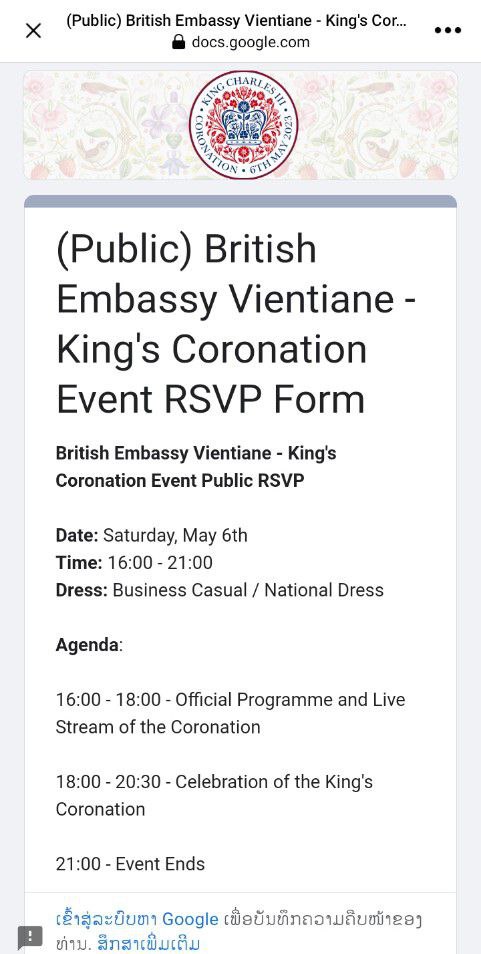 (Public) British Embassy Vientiane - King's Cor...
docs.google.com
KING CHARLES III
CORONATION • 6TH MAY 2023
(Public) British
Embassy Vientiane -
King's Coronation
Event RSVP Form
British Embassy Vientiane - King's
Coronation Event Public RSVP
Date: Saturday, May 6th
Time: 16:00 - 21:00
Dress: Business Casual / National Dress
Agenda:
16:00 - 18:00 - Official Programme and Live
Stream of the Coronation
18:00 - 20:30 - Celebration of the King's
Coronation
21:00 - Event Ends
ເຂົ້າສູ່ລະບົບຫາ Google ເພື່ອບັນທຶກຄວາມຄືບໜ້າຂອງ
ທ່ານ. ສຶກສາເພີ່ມເຕີມ